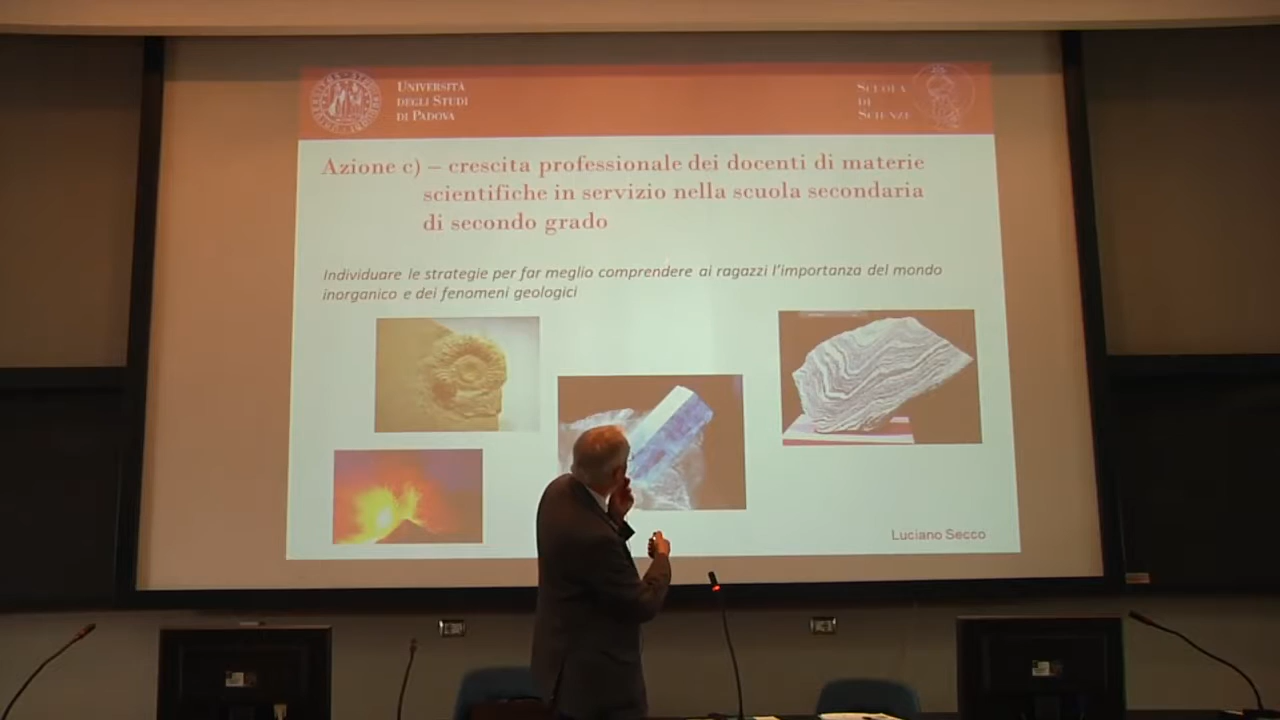 UNIVERSITÀ
DEGLI STUDI
DI PADOVA
SCUOLA
DI
SCIENZE
Azione c) – crescita professionale dei docenti di materie
scientifiche in servizio nella scuola secondaria
di secondo grado
Individuare le strategie per far meglio comprendere ai ragazzi l'importanza del mondo
inorganico e dei fenomeni geologici
Luciano Secco